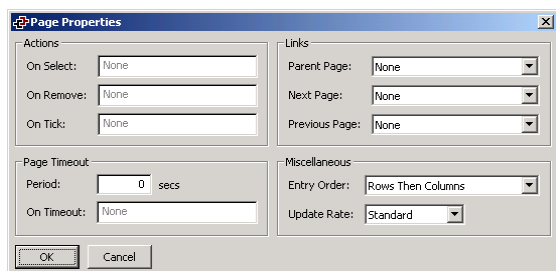 Page Properties
Actions
On Select: None
On Remove: None
On Tick: None
Links
Parent Page: None
Next Page: None
Previous Page: None
Page Timeout
Period: 0 secs
On Timeout: None
Miscellaneous
Entry Order: Rows Then Columns
Update Rate: Standard
OK Cancel